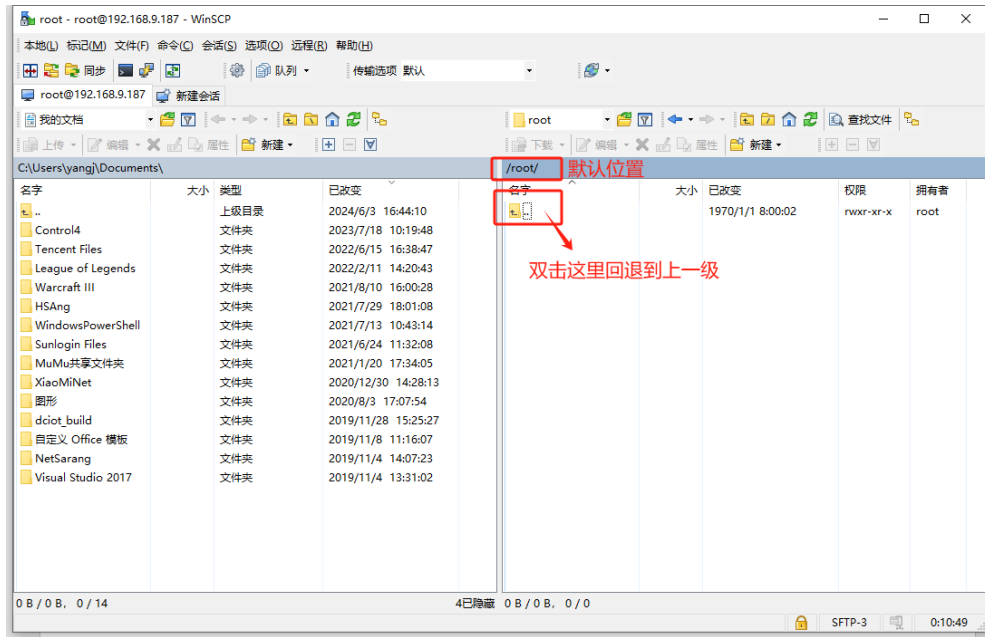 root - root@192.168.9.187 - WinSCP
本地(L) 标记(M) 文件(F) 命令(C) 会话(S) 选项(O) 远程(R) 帮助(H)
同步 队列 传输选项 默认
root@192.168.9.187 新建会话
我的文档 root 查找文件
上传 编辑 属性 新建 下载 编辑 属性 新建
C:\Users\yangj\Documents\ /root/ 默认位置
名字 大小 类型 已改变 名字 大小 已改变 权限 拥有者
.. 上级目录 2024/6/3 16:44:10 .. 1970/1/1 8:00:02 rwxr-xr-x root
Control4 文件夹 2023/7/18 10:19:48
Tencent Files 文件夹 2022/6/15 16:38:47
League of Legends 文件夹 2022/2/11 14:20:43
双击这里回退到上一级
Warcraft III 文件夹 2021/8/10 16:00:28
HSAng 文件夹 2021/7/29 18:01:08
WindowsPowerShell 文件夹 2021/7/13 10:43:14
Sunlogin Files 文件夹 2021/6/24 11:32:08
MuMu共享文件夹 文件夹 2021/1/20 17:34:05
XiaoMiNet 文件夹 2020/12/30 14:28:13
图形 文件夹 2020/8/3 17:07:54
dciot_build 文件夹 2019/11/28 15:25:27
自定义 Office 模板 文件夹 2019/11/8 11:16:07
NetSarang 文件夹 2019/11/4 14:07:23
Visual Studio 2017 文件夹 2019/11/4 13:31:02
0 B / 0 B, 0 / 14 4已隐藏 0 B / 0 B, 0 / 0
SFTP-3 0:10:49